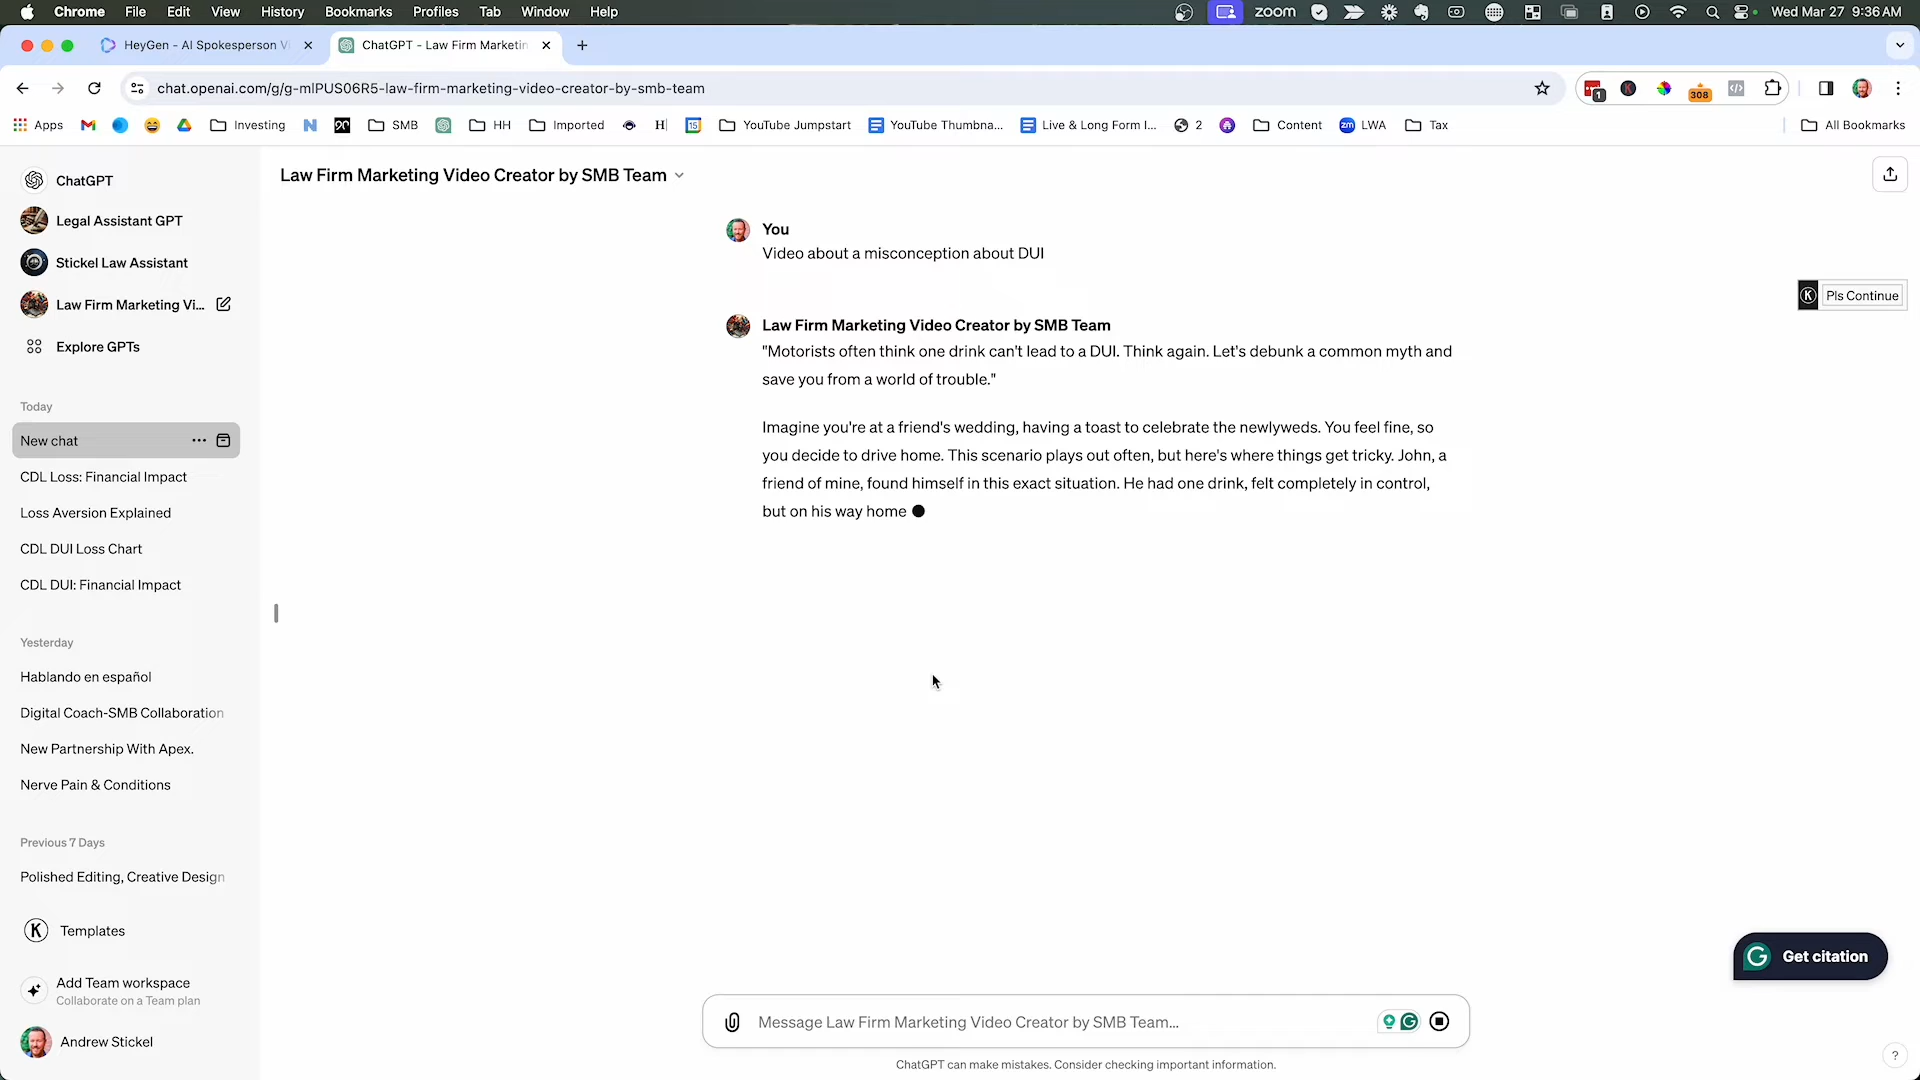 Chrome File Edit View History Bookmarks Profiles Tab Window Help zoom Wed Mar 27 9:36 AM
HeyGen - AI Spokesperson Vi ChatGPT - Law Firm Marketin
chat.openai.com/g/g-mlPUS06R5-law-firm-marketing-video-creator-by-smb-team 1 K 308
Apps Investing SMB HH Imported H 15 YouTube Jumpstart YouTube Thumbna... Live & Long Form I... 2 Content zm LWA Tax All Bookmarks
ChatGPT
Legal Assistant GPT
Stickel Law Assistant
Law Firm Marketing Vi...
Explore GPTs
Today
New chat
CDL Loss: Financial Impact
Loss Aversion Explained
CDL DUI Loss Chart
CDL DUI: Financial Impact
Yesterday
Hablando en español
Digital Coach-SMB Collaboration
New Partnership With Apex.
Nerve Pain & Conditions
Previous 7 Days
Polished Editing, Creative Design
K Templates
Add Team workspace
Collaborate on a Team plan
Andrew Stickel
Law Firm Marketing Video Creator by SMB Team
You
Video about a misconception about DUI
K Pls Continue
Law Firm Marketing Video Creator by SMB Team
"Motorists often think one drink can't lead to a DUI. Think again. Let's debunk a common myth and
save you from a world of trouble."
Imagine you're at a friend's wedding, having a toast to celebrate the newlyweds. You feel fine, so
you decide to drive home. This scenario plays out often, but here's where things get tricky. John, a
friend of mine, found himself in this exact situation. He had one drink, felt completely in control,
but on his way home
G Get citation
Message Law Firm Marketing Video Creator by SMB Team...
ChatGPT can make mistakes. Consider checking important information.
?